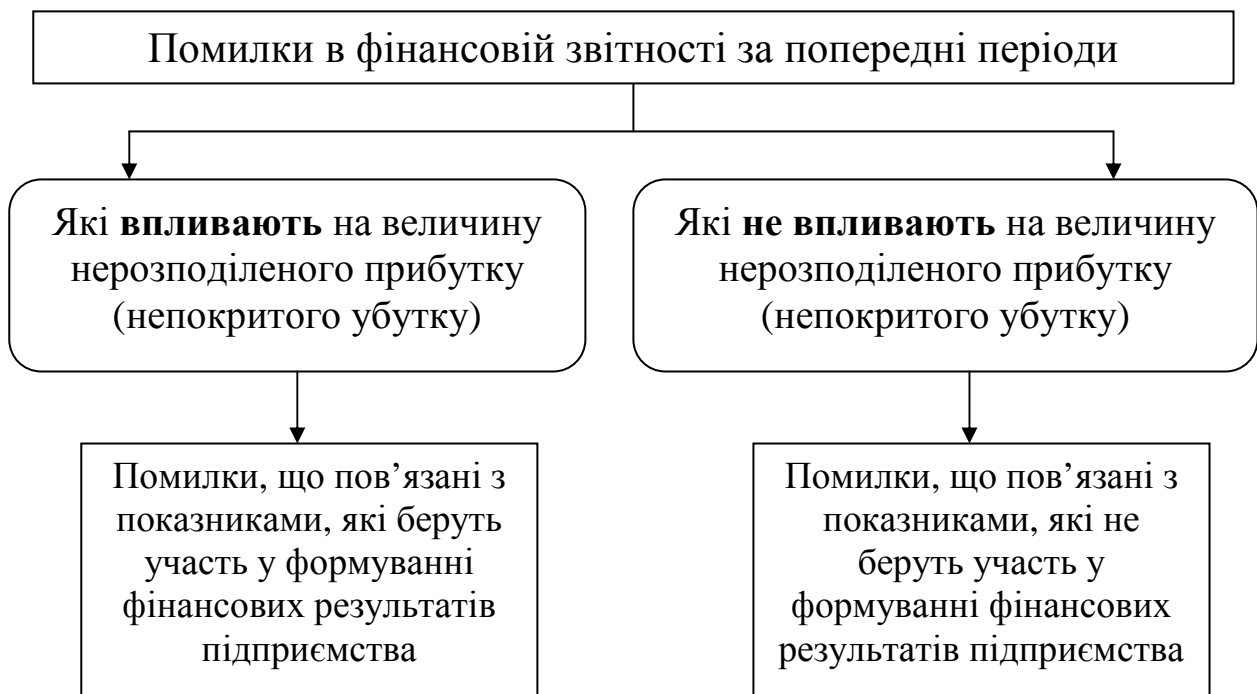 Помилки в фінансовій звітності за попередні періоди
Які впливають на величину
нерозподіленого прибутку
(непокритого убутку)
Які не впливають на величину
нерозподіленого прибутку
(непокритого убутку)
Помилки, що пов’язані з
показниками, які беруть
участь у формуванні
фінансових результатів
підприємства
Помилки, що пов’язані з
показниками, які не
беруть участь у
формуванні фінансових
результатів підприємства